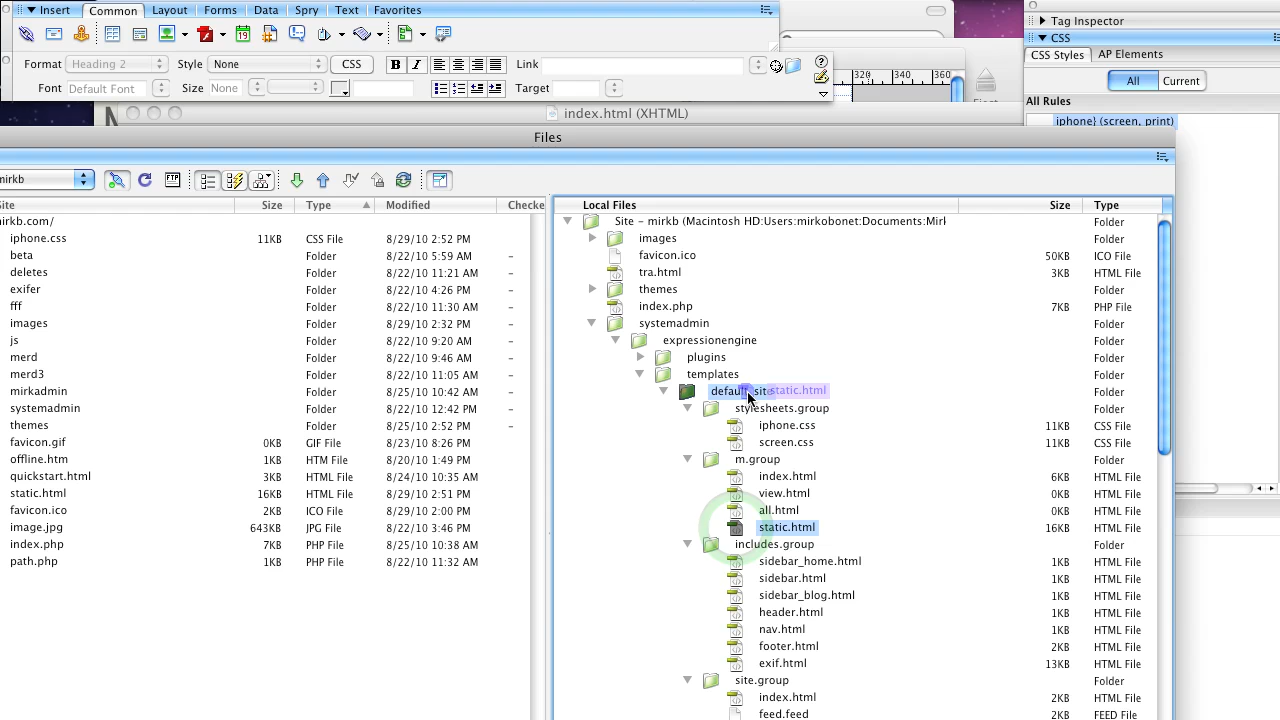 Insert Common Layout Forms Data Spry Text Favorites
Format Heading 2 Style None CSS B I Link
Font Default Font Size None Target
320 340 360
Tag Inspector
CSS
CSS Styles AP Elements
All Current
All Rules
iphone} (screen, print)
index.html (XHTML)
Files
mirkb FTP
Size Type Modified Checke
mirkb.com/
iphone.css 11KB CSS File 8/29/10 2:52 PM
beta Folder 8/22/10 5:59 AM –
deletes Folder 8/22/10 11:21 AM –
exifer Folder 8/22/10 4:26 PM –
fff Folder 8/22/10 11:30 AM –
images Folder 8/29/10 2:32 PM –
js Folder 8/22/10 9:20 AM –
merd Folder 8/22/10 9:46 AM –
merd3 Folder 8/22/10 11:05 AM –
mirkadmin Folder 8/25/10 10:42 AM –
systemadmin Folder 8/22/10 12:42 PM –
themes Folder 8/25/10 2:52 PM –
favicon.gif 0KB GIF File 8/23/10 8:26 PM
offline.htm 1KB HTM File 8/20/10 1:49 PM
quickstart.html 3KB HTML File 8/24/10 10:35 AM
static.html 16KB HTML File 8/29/10 2:51 PM
favicon.ico 2KB ICO File 8/29/10 2:00 PM
image.jpg 643KB JPG File 8/22/10 3:46 PM
index.php 7KB PHP File 8/25/10 10:38 AM
path.php 1KB PHP File 8/22/10 11:32 AM
Local Files Size Type
Site – mirkb (Macintosh HD:Users:mirkobonet:Documents:Mirk Folder
images Folder
favicon.ico 50KB ICO File
tra.html 3KB HTML File
themes Folder
index.php 7KB PHP File
systemadmin Folder
expressionengine Folder
plugins Folder
templates Folder
default_site static.html Folder
stylesheets.group Folder
iphone.css 11KB CSS File
screen.css 11KB CSS File
m.group Folder
index.html 6KB HTML File
view.html 0KB HTML File
all.html 0KB HTML File
static.html 16KB HTML File
includes.group Folder
sidebar_home.html 1KB HTML File
sidebar.html 1KB HTML File
sidebar_blog.html 1KB HTML File
header.html 1KB HTML File
nav.html 1KB HTML File
footer.html 2KB HTML File
exif.html 13KB HTML File
site.group Folder
index.html 2KB HTML File
feed.feed 2KB FEED File